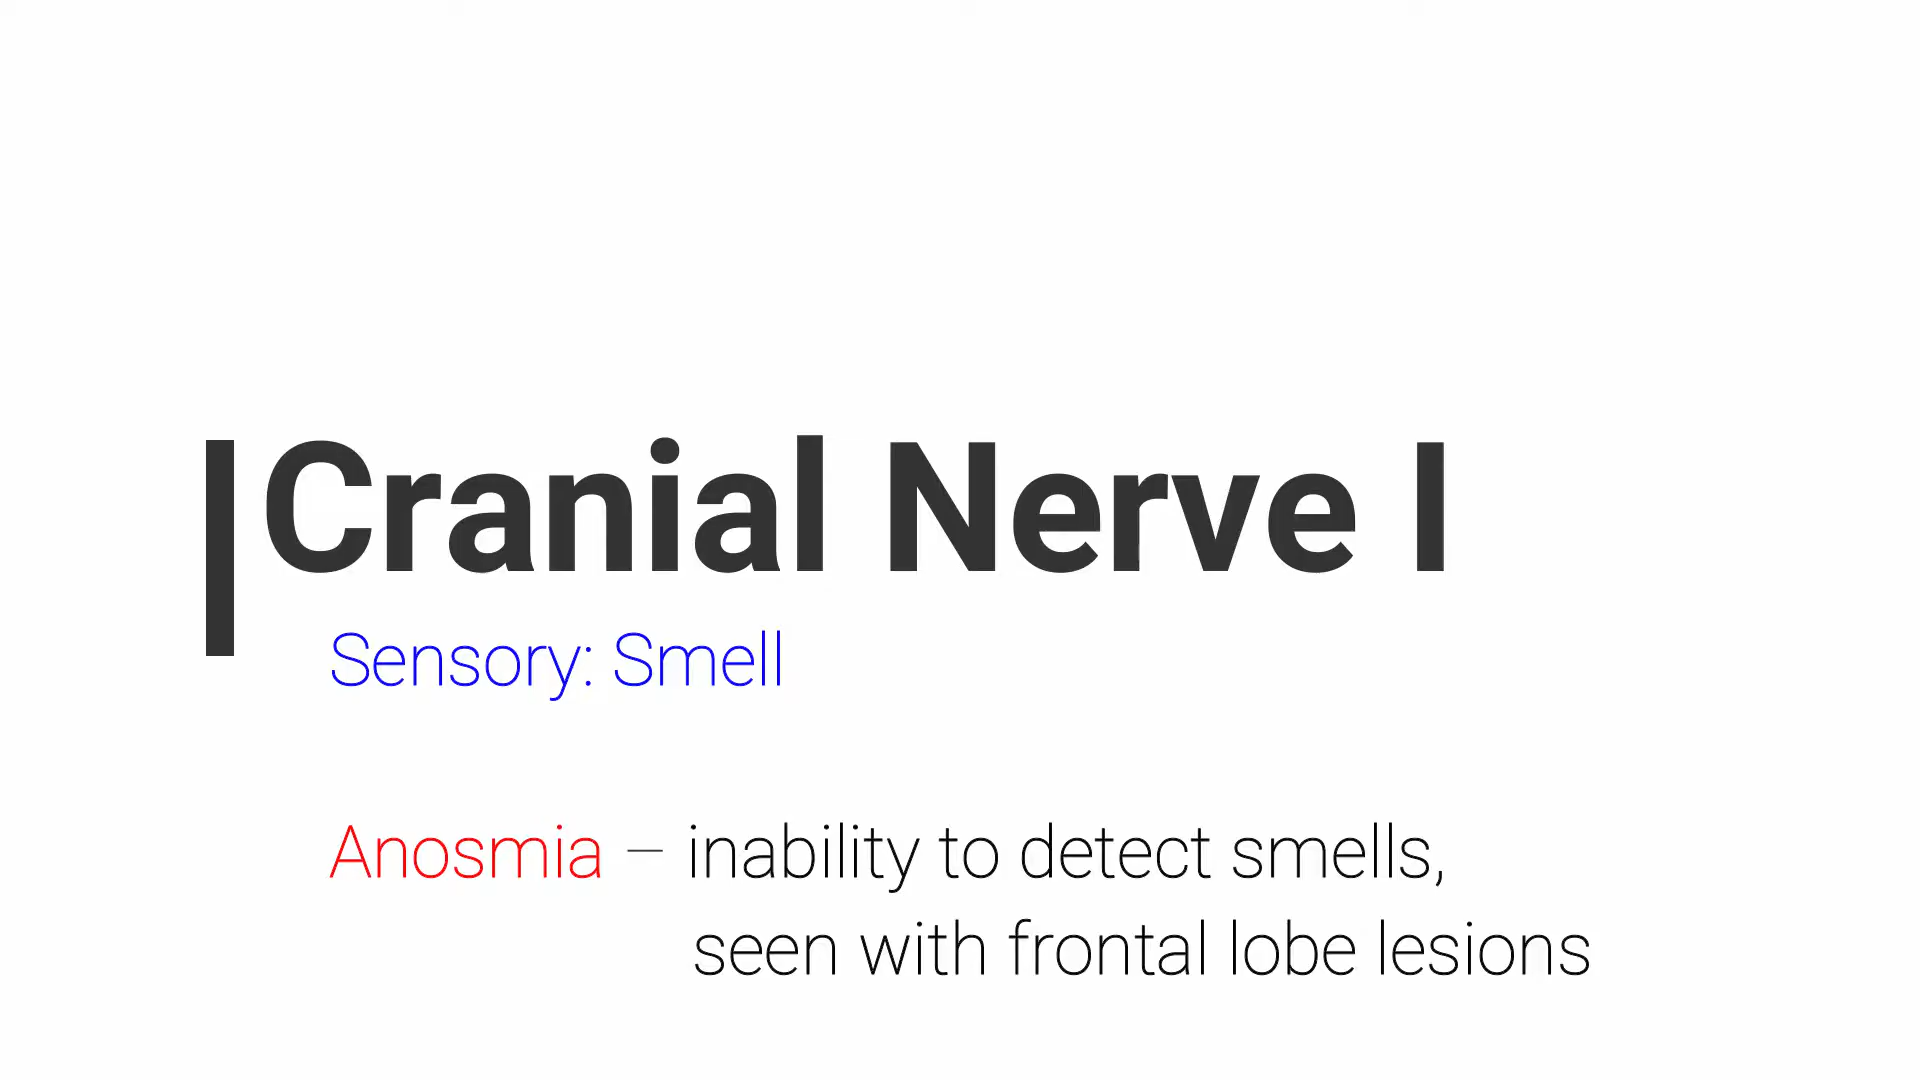 Cranial Nerve I
Sensory: Smell
Anosmia – inability to detect smells,
seen with frontal lobe lesions